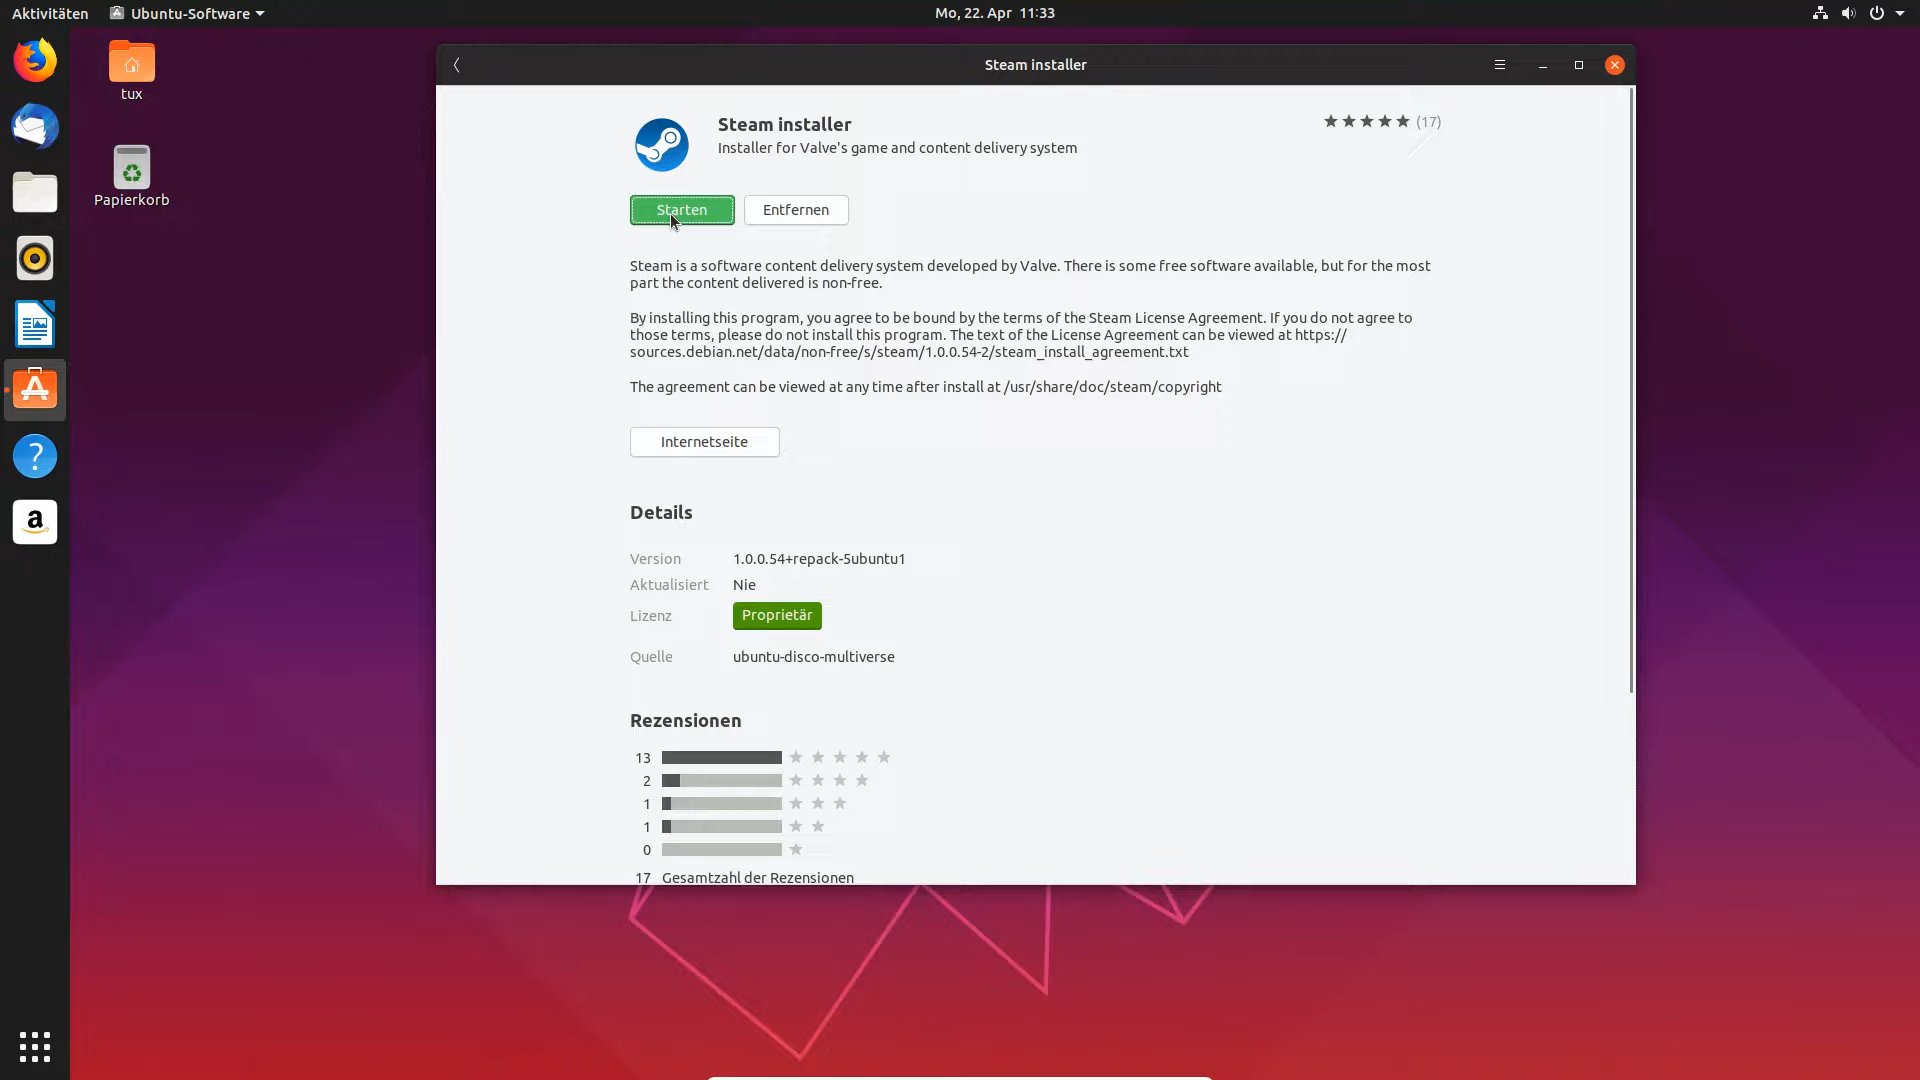 Aktivitäten
Ubuntu-Software
Mo, 22. Apr 11:33
tux
Papierkorb
Steam installer
Steam installer
Installer for Valve's game and content delivery system
(17)
Starten
Entfernen
Steam is a software content delivery system developed by Valve. There is some free software available, but for the most
part the content delivered is non-free.
By installing this program, you agree to be bound by the terms of the Steam License Agreement. If you do not agree to
those terms, please do not install this program. The text of the License Agreement can be viewed at https://
sources.debian.net/data/non-free/s/steam/1.0.0.54-2/steam_install_agreement.txt
The agreement can be viewed at any time after install at /usr/share/doc/steam/copyright
Internetseite
Details
Version 1.0.0.54+repack-5ubuntu1
Aktualisiert Nie
Lizenz Proprietär
Quelle ubuntu-disco-multiverse
Rezensionen
13
2
1
1
0
17 Gesamtzahl der Rezensionen